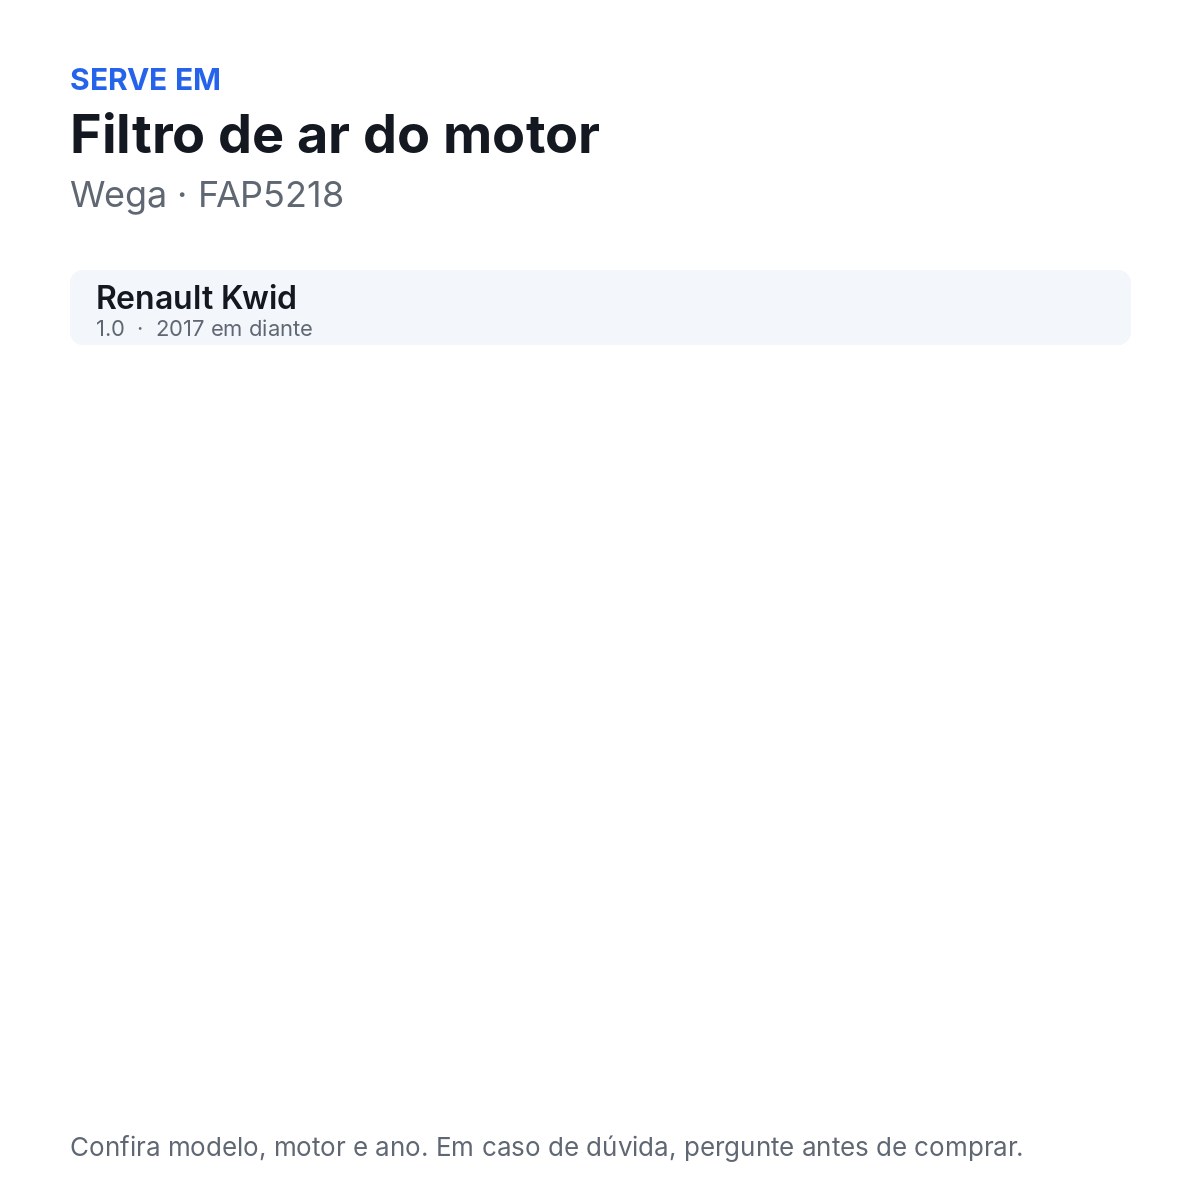 SERVE EM
Filtro de ar do motor
Wega · FAP5218
Renault Kwid
1.0 · 2017 em diante
Confira modelo, motor e ano. Em caso de dúvida, pergunte antes de comprar.